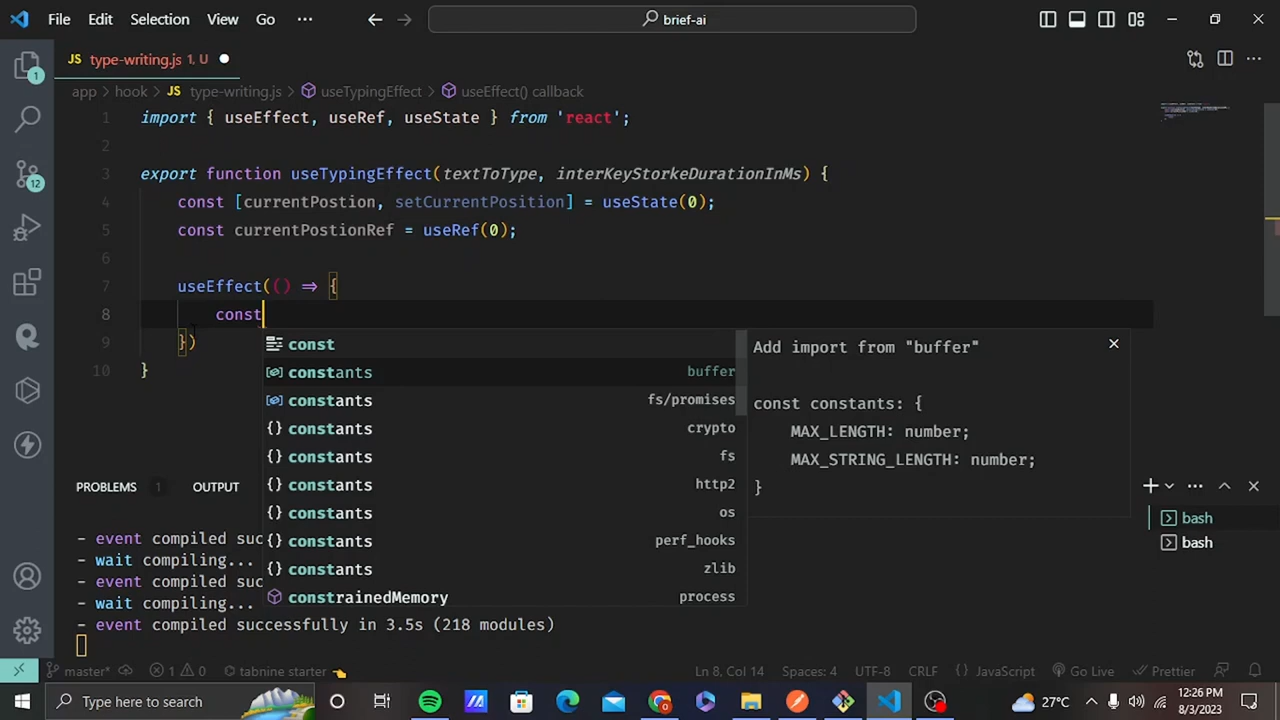 File Edit Selection View Go ··· brief-ai
JS type-writing.js 1, U
app > hook > JS type-writing.js > useTypingEffect > useEffect() callback
1 import { useEffect, useRef, useState } from 'react';
2
3 export function useTypingEffect(textToType, interKeyStorkeDurationInMs) {
4 const [currentPostion, setCurrentPosition] = useState(0);
5 const currentPostionRef = useRef(0);
6
7 useEffect(() => {
8 const
9 })
10 }
const
constants buffer
constants fs/promises
constants crypto
constants fs
constants http2
constants os
constants perf_hooks
constants zlib
constrainedMemory process
Add import from "buffer"
const constants: {
MAX_LENGTH: number;
MAX_STRING_LENGTH: number;
}
PROBLEMS 1 OUTPUT
- event compiled suc
- wait compiling...
- event compiled suc
- wait compiling...
- event compiled successfully in 3.5s (218 modules)
bash
bash
1
12
master* 1 0 tabnine starter Ln 8, Col 14 Spaces: 4 UTF-8 CRLF {} JavaScript Go Live Prettier
Type here to search 27°C 12:26 PM
8/3/2023